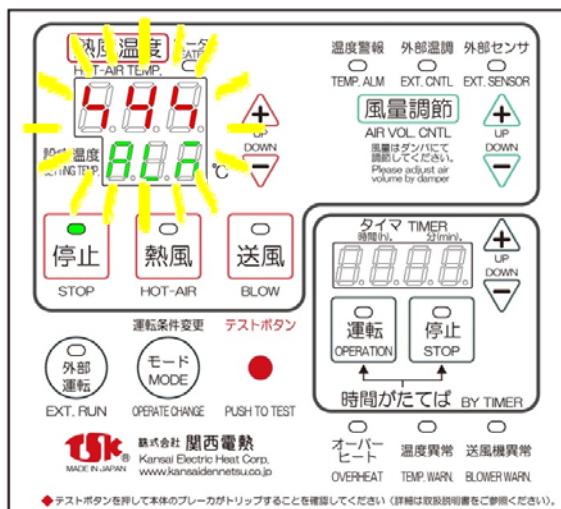 熱風温度
HOT-AIR TEMP.
設定温度
SETTING TEMP.
℃
UP
DOWN
停止
STOP
熱風
HOT-AIR
送風
BLOW
温度警報 外部温調 外部センサ
TEMP. ALM EXT. CNTL EXT. SENSOR
風量調節
AIR VOL. CNTL
風量はダンパにて
調節してください。
Please adjust air
volume by damper
UP
DOWN
タイマ TIMER
時間(h). 分(min).
UP
DOWN
運転
OPERATION
停止
STOP
時間がたてば BY TIMER
外部
運転
EXT. RUN
運転条件変更
モード
MODE
OPERATE CHANGE
テストボタン
PUSH TO TEST
オーバー
ヒート
OVERHEAT
温度異常
TEMP. WARN.
送風機異常
BLOWER WARN.
TSK ®
MADE IN JAPAN
株式会社 関西電熱
Kansai Electric Heat Corp.
www.kansaidennetsu.co.jp
◆テストボタンを押して本体のブレーカがトリップすることを確認してください（詳細は取扱説明書をご参照ください）。